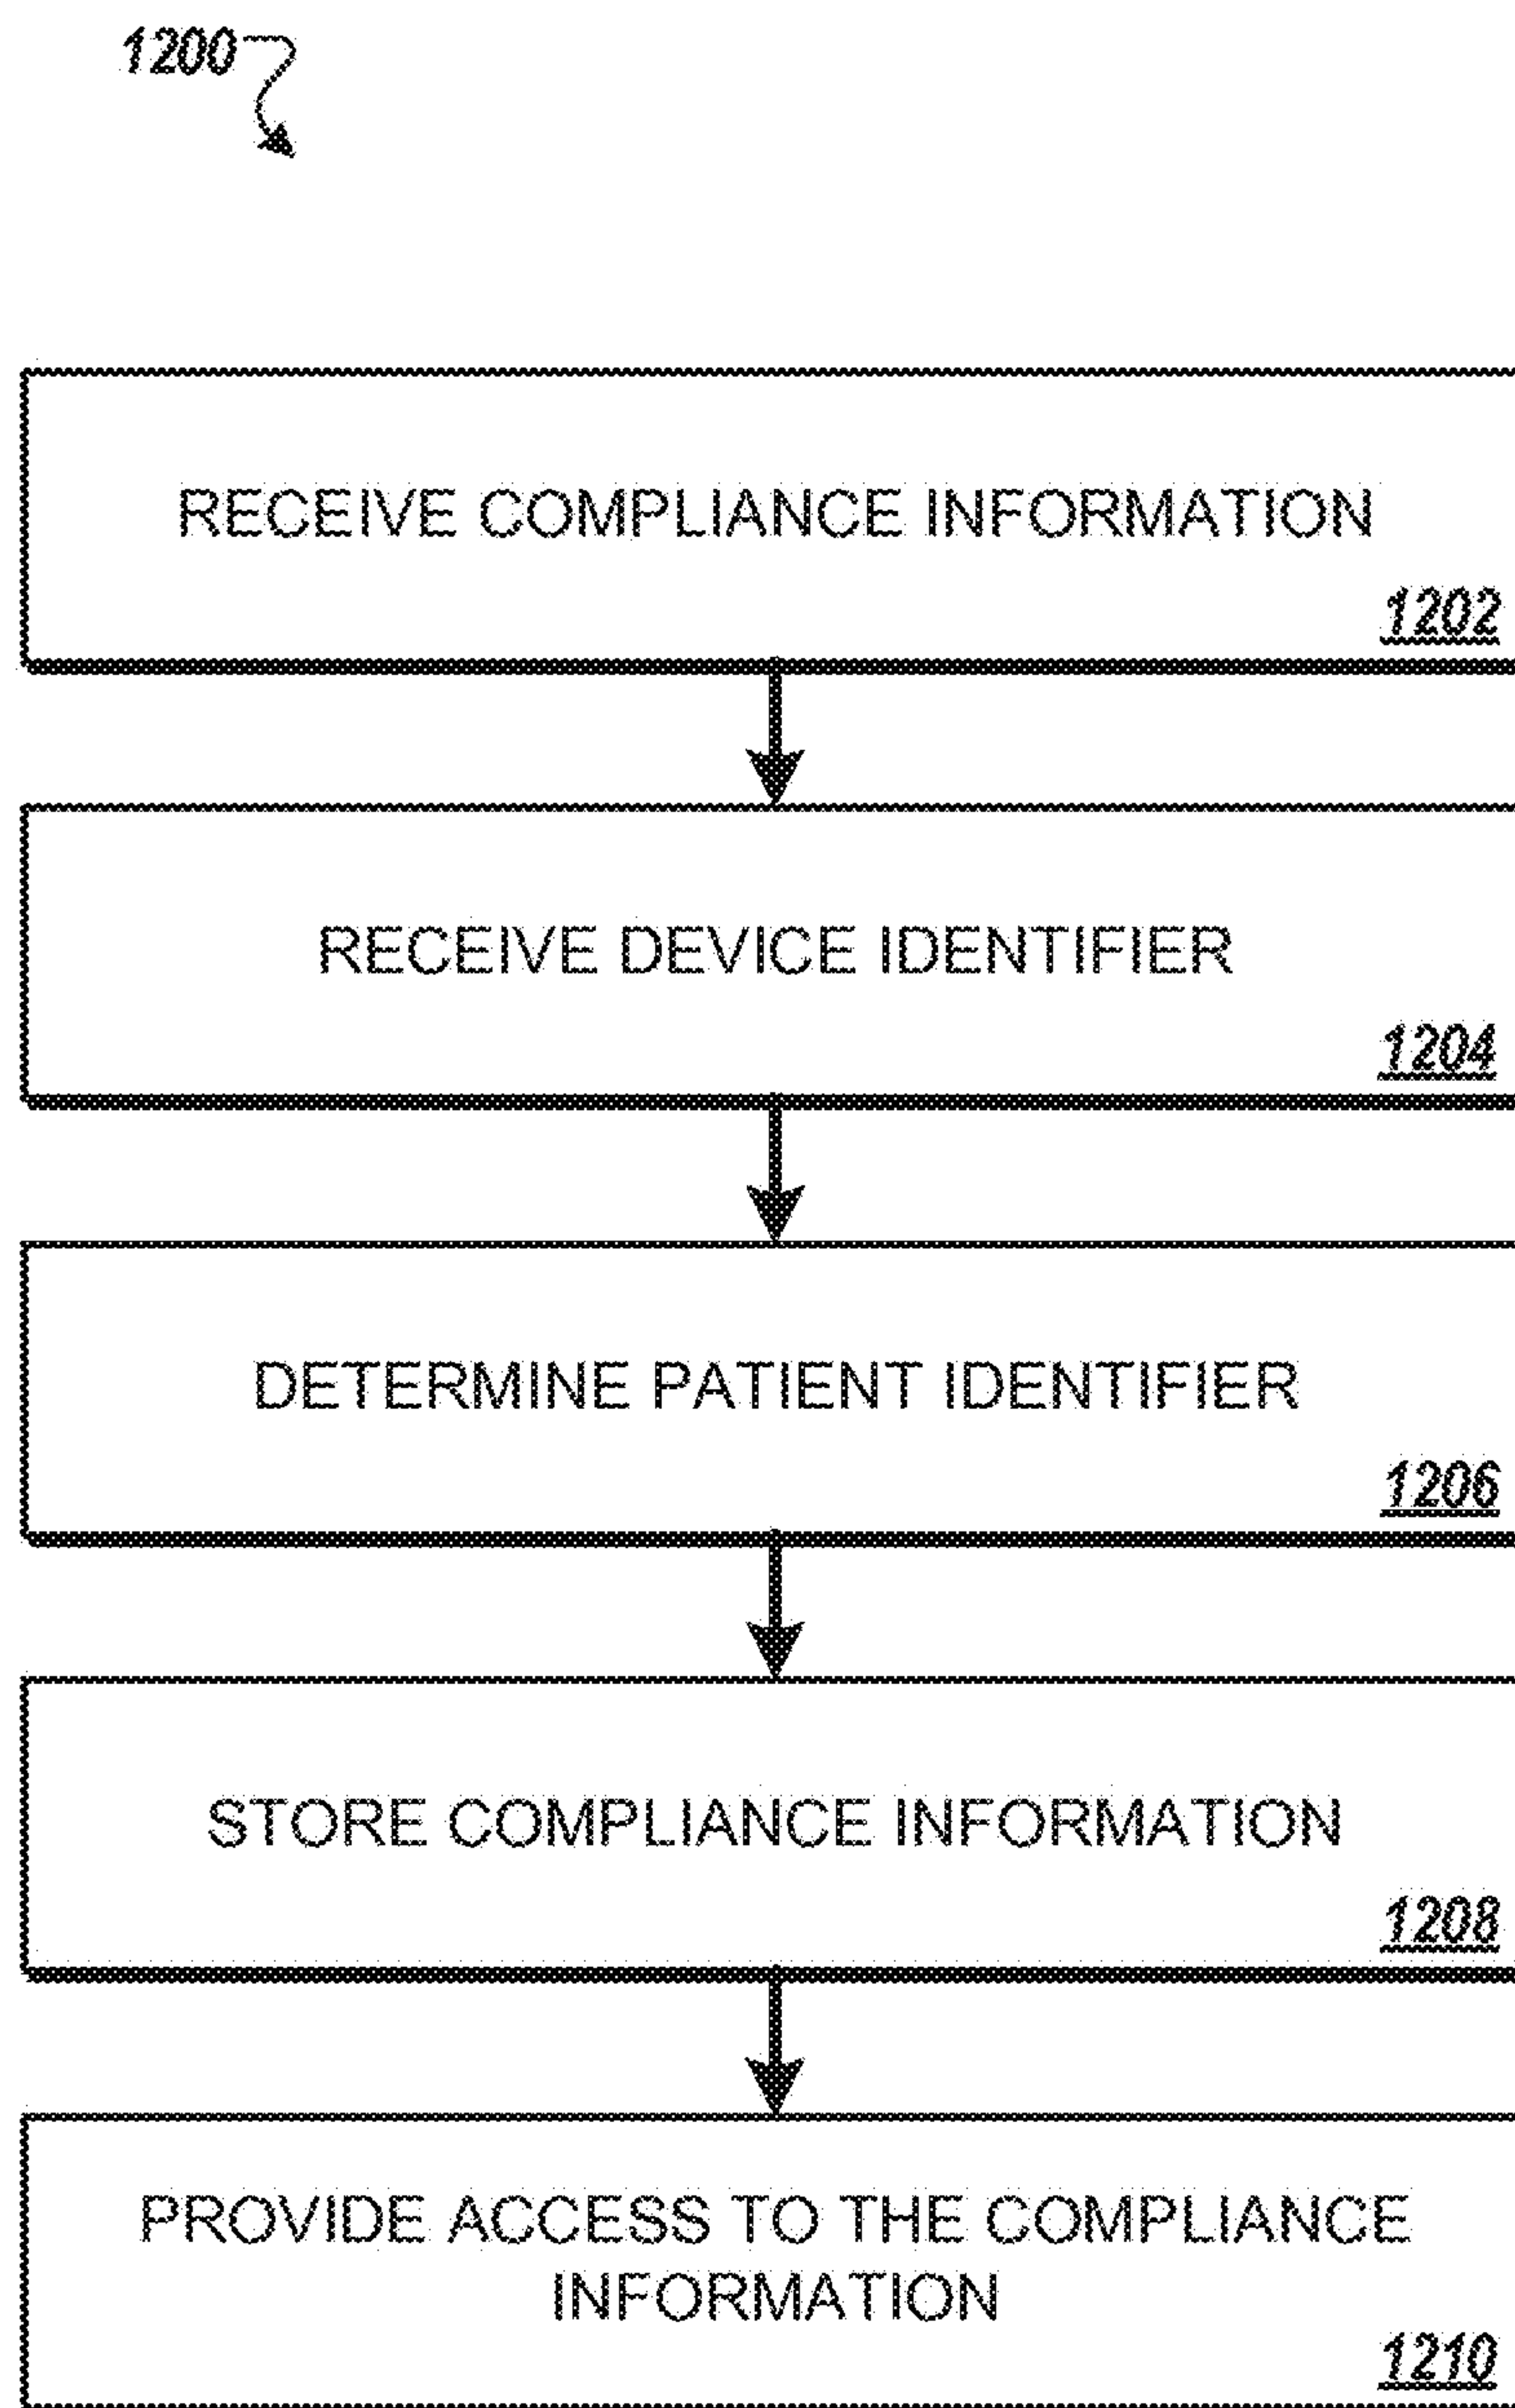 1200
RECEIVE COMPLIANCE INFORMATION
1202
RECEIVE DEVICE IDENTIFIER
1204
DETERMINE PATIENT IDENTIFIER
1206
STORE COMPLIANCE INFORMATION
1208
PROVIDE ACCESS TO THE COMPLIANCE
INFORMATION
1210